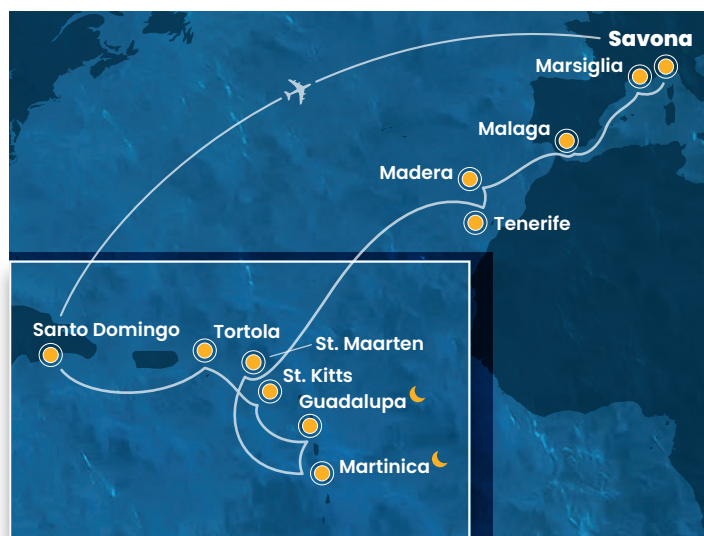 Savona
Marsiglia
Malaga
Madera
Tenerife
Santo Domingo
Tortola
St. Maarten
St. Kitts
Guadalupa
Martinica